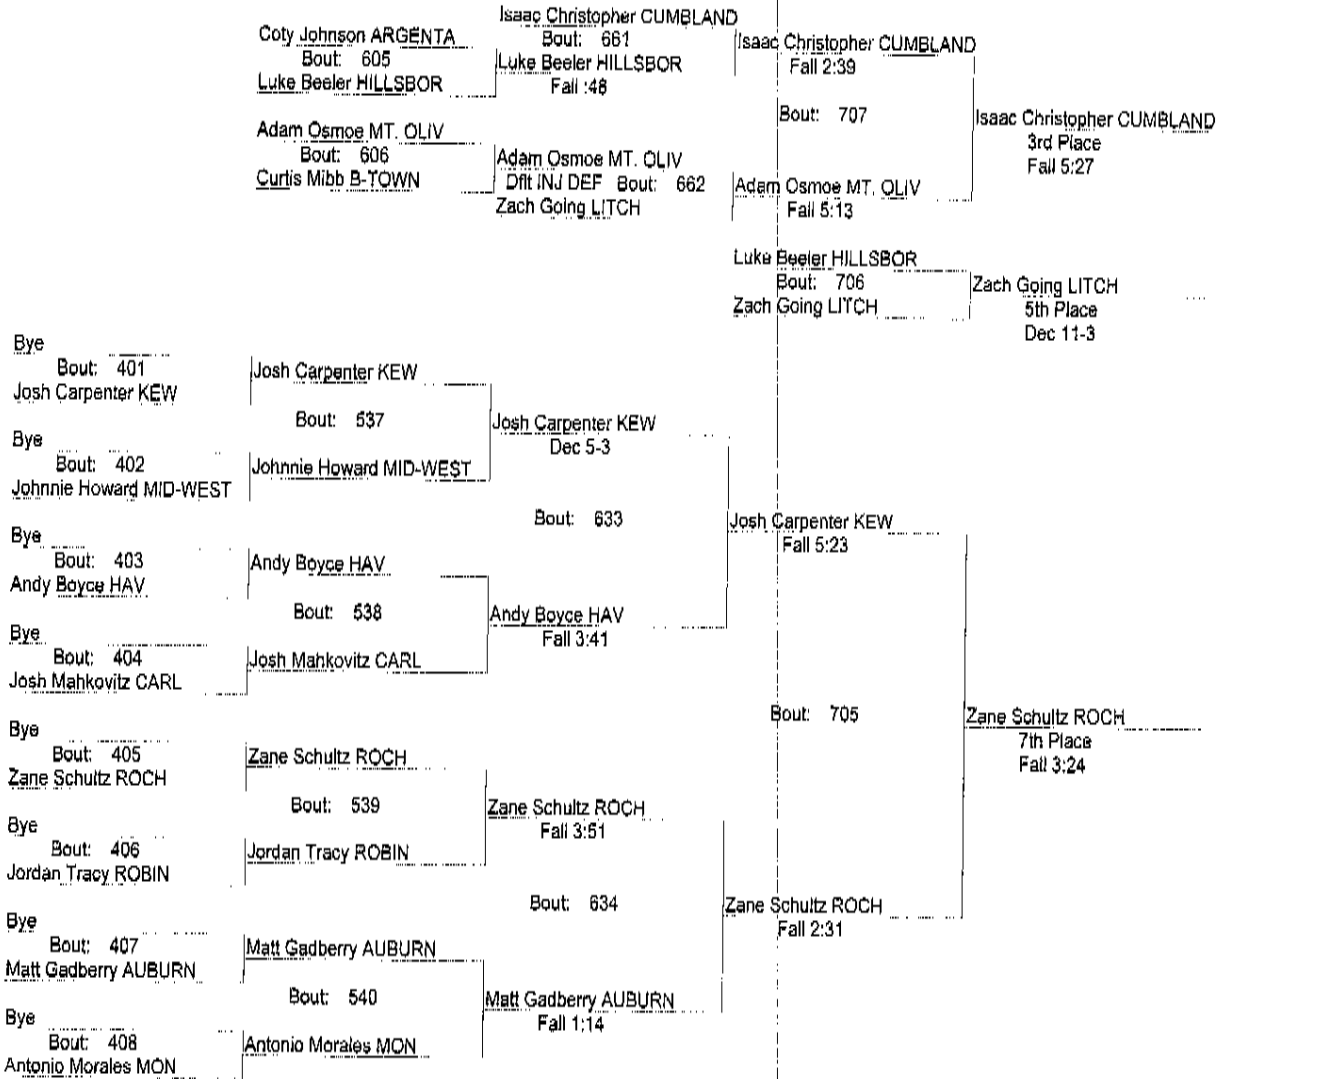 Isaac Christopher CUMBLAND
Coty Johnson ARGENTA
Bout: 661
Isaac Christopher CUMBLAND
Bout: 605
Luke Beeler HILLSBOR
Fall 2:39
Luke Beeler HILLSBOR
Fall :48
Bout: 707
Isaac Christopher CUMBLAND
Adam Osmoe MT. OLIV
3rd Place
Bout: 606
Adam Osmoe MT. OLIV
Fall 5:27
Curtis Mibb B-TOWN
Dflt INJ DEF Bout: 662
Adam Osmoe MT. OLIV
Zach Going LITCH
Fall 5:13
Luke Beeler HILLSBOR
Bout: 706
Zach Going LITCH
Zach Going LITCH
5th Place
Dec 11-3
Bye
Bout: 401
Josh Carpenter KEW
Josh Carpenter KEW
Bout: 537
Josh Carpenter KEW
Dec 5-3
Bye
Bout: 402
Johnnie Howard MID-WEST
Johnnie Howard MID-WEST
Bout: 633
Josh Carpenter KEW
Fall 5:23
Bye
Bout: 403
Andy Boyce HAV
Andy Boyce HAV
Bout: 538
Andy Boyce HAV
Fall 3:41
Bye
Bout: 404
Josh Mahkovitz CARL
Josh Mahkovitz CARL
Bout: 705
Zane Schultz ROCH
7th Place
Fall 3:24
Bye
Bout: 405
Zane Schultz ROCH
Zane Schultz ROCH
Bout: 539
Zane Schultz ROCH
Fall 3:51
Bye
Bout: 406
Jordan Tracy ROBIN
Jordan Tracy ROBIN
Bout: 634
Zane Schultz ROCH
Fall 2:31
Bye
Bout: 407
Matt Gadberry AUBURN
Matt Gadberry AUBURN
Bout: 540
Matt Gadberry AUBURN
Fall 1:14
Bye
Bout: 408
Antonio Morales MON
Antonio Morales MON